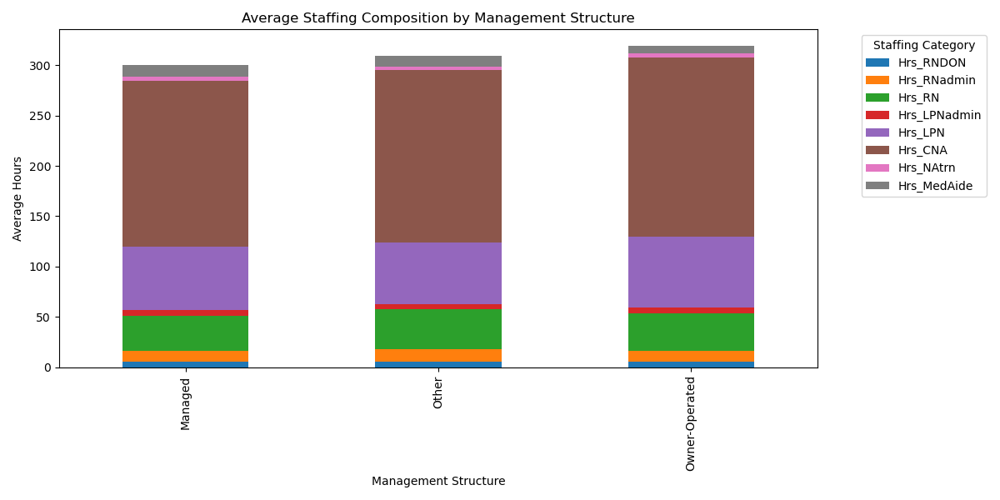 Average Staffing Composition by Management Structure
Average Hours
300
250
200
150
100
50
0
Managed
Other
Owner-Operated
Management Structure
Staffing Category
Hrs_RNDON
Hrs_RNadmin
Hrs_RN
Hrs_LPNadmin
Hrs_LPN
Hrs_CNA
Hrs_NAtrn
Hrs_MedAide